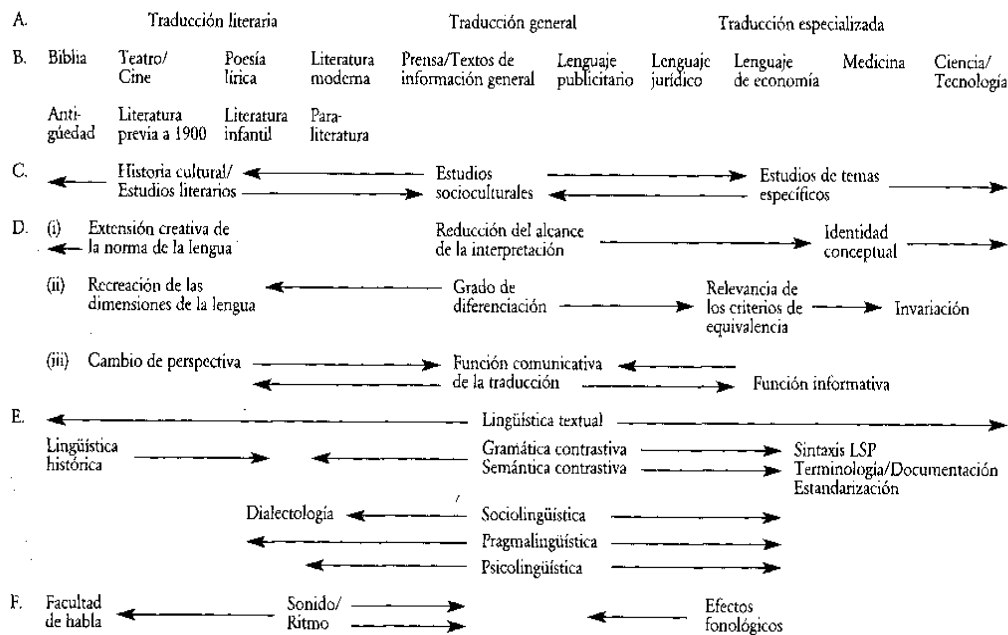 A. Traducción literaria Traducción general Traducción especializada
B. Biblia Teatro/ Poesía Literatura Prensa/Textos de Lenguaje Lenguaje Lenguaje Medicina Ciencia/
Cine lírica moderna información general publicitario jurídico de economía Tecnología
Anti- Literatura Literatura Para-
gúedad previa a 1900 infantil literatura
C. Historia cultural/ Estudios Estudios de temas
Estudios literarios socioculturales específicos
D. (i) Extensión creativa de Reducción del alcance Identidad
la norma de la lengua de la interpretación conceptual
(ii) Recreación de las Grado de Relevancia de
dimensiones de la lengua diferenciación los criterios de Invariación
equivalencia
(iii) Cambio de perspectiva Función comunicativa
de la traducción Función informativa
E. Lingüística textual
Lingüística Gramática contrastiva Sintaxis LSP
histórica Semántica contrastiva Terminología/Documentación
Estandarización
Dialectología Sociolingüística
Pragmalingüística
Psicolingüística
F. Facultad Sonido/ Efectos
de habla Ritmo fonológicos